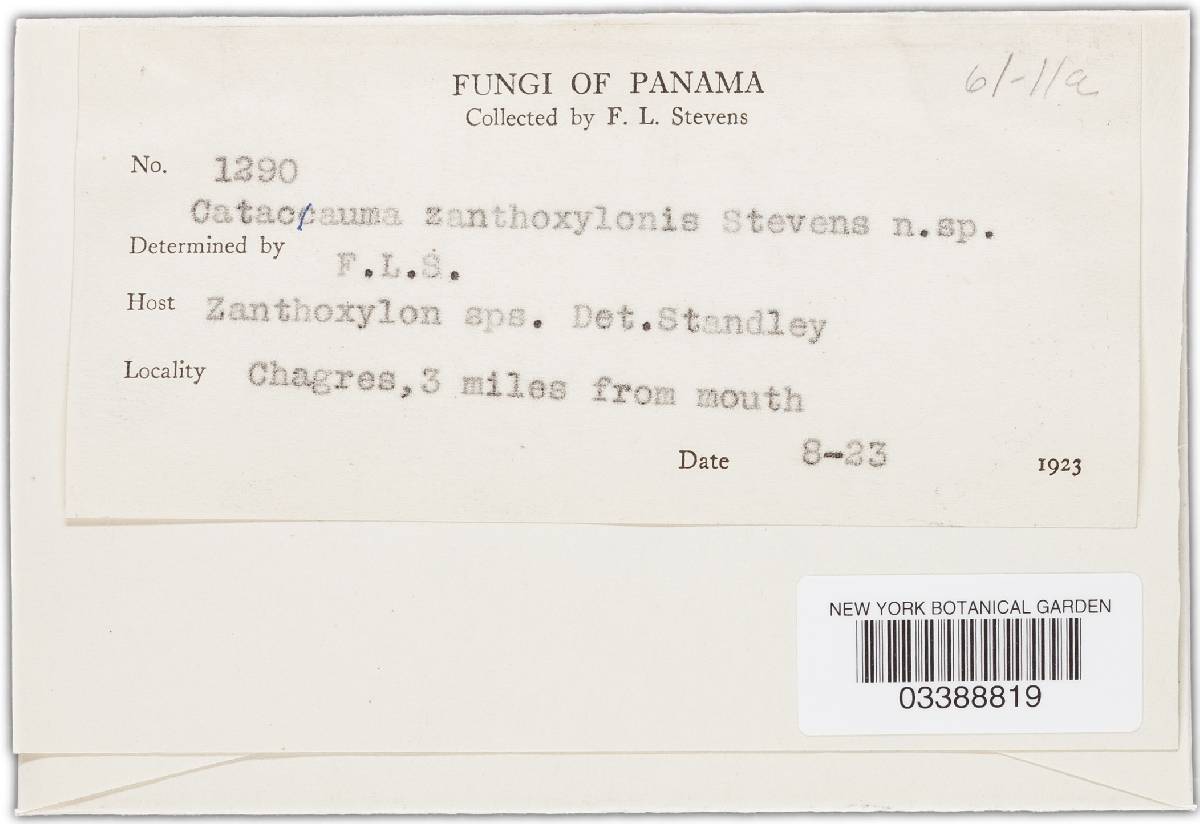 FUNGI OF PANAMA
61-11a
Collected by F. L. Stevens
No. 1290
Catacauma zanthoxylonis Stevens n.sp.
Determined by F.L.S.
Host Zanthoxylon sps. Det.Standley
Locality Chagres,3 miles from mouth
Date 8-23 1923
NEW YORK BOTANICAL GARDEN
03388819